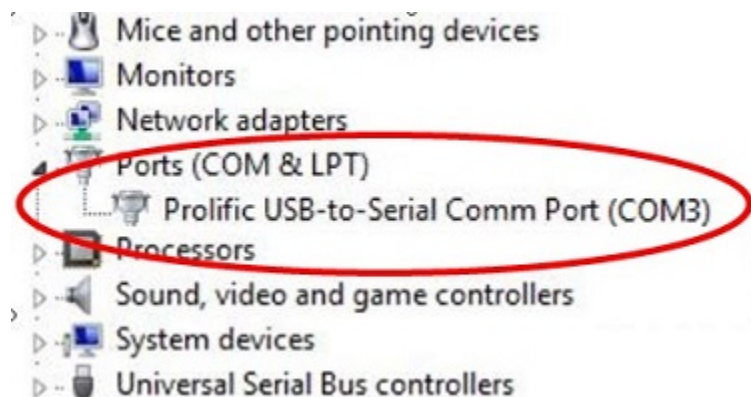 Mice and other pointing devices
Monitors
Network adapters
Ports (COM & LPT)
Prolific USB-to-Serial Comm Port (COM3)
Processors
Sound, video and game controllers
System devices
Universal Serial Bus controllers